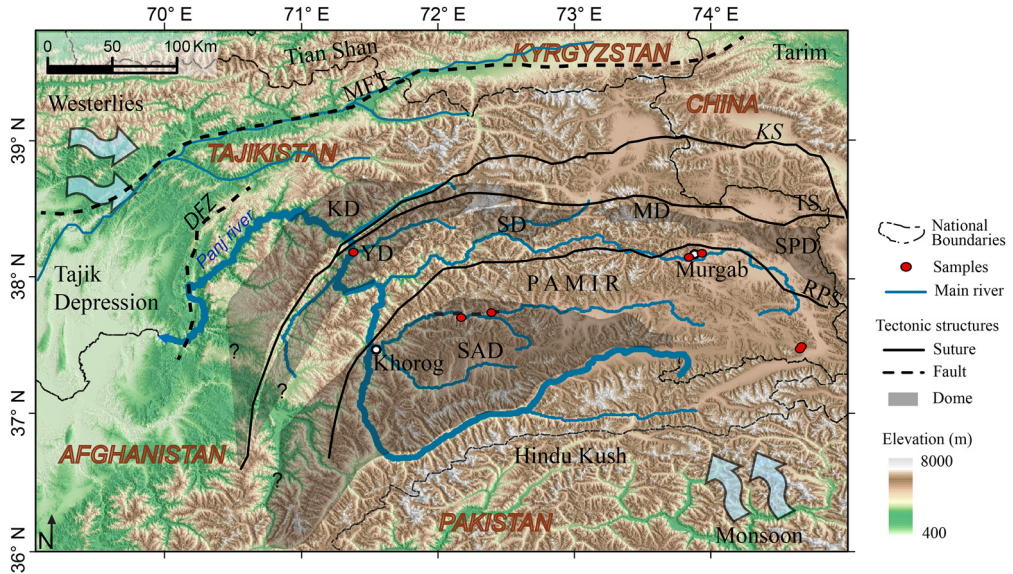 70° E
71° E
72° E
73° E
74° E
0
50
100 Km
Tian Shan
KYRGYZSTAN
Tarim
MFT
Westerlies
CHINA
39° N
KS
TAJIKISTAN
DFZ
Panj river
KD
MD
TS
YD
SD
SPD
38° N
Tajik
Depression
PAMIR
Murgab
RPS
?
Khorog
SAD
?
37° N
AFGHANISTAN
Hindu Kush
?
PAKISTAN
Monsoon
N
36° N
National
Boundaries
Samples
Main river
Tectonic structures
Suture
Fault
Dome
Elevation (m)
8000
400